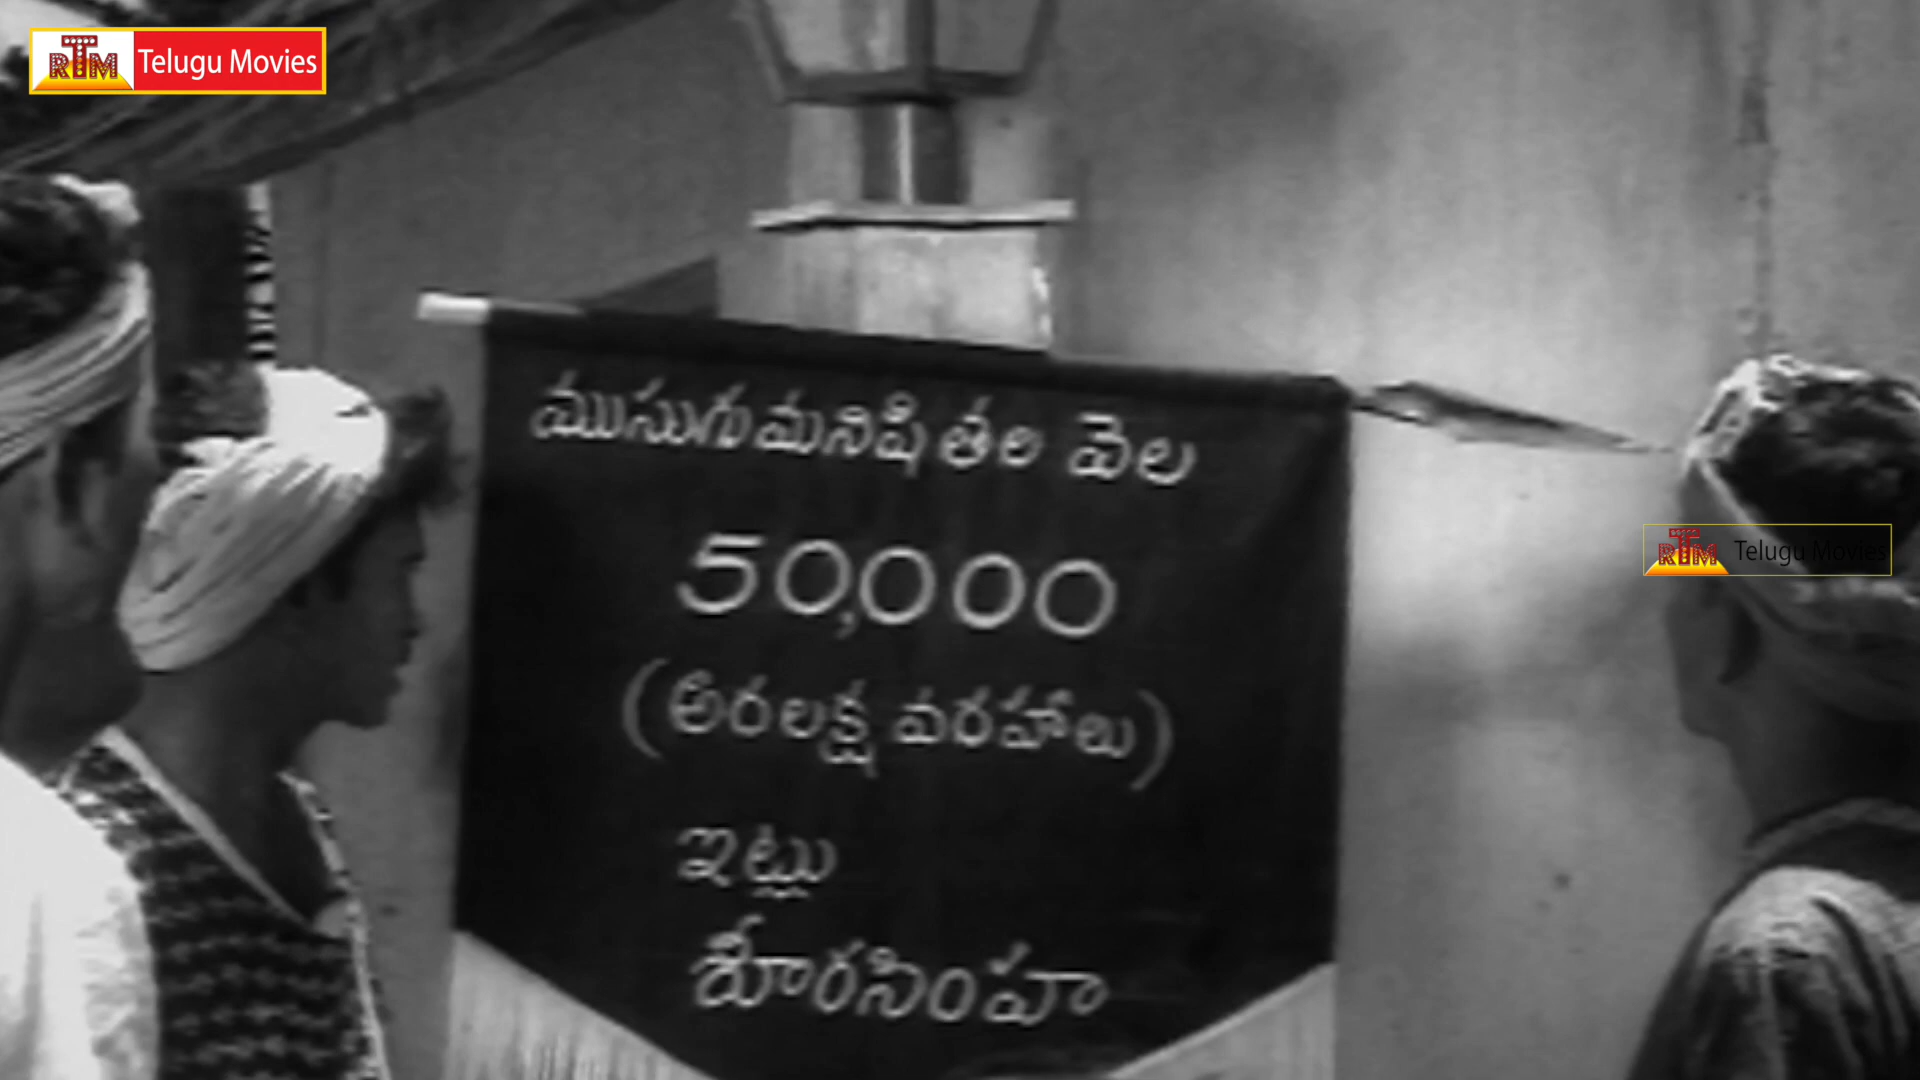 RTM Telugu Movies
ముసుగుమనిషి తల వెల
50,000
(అరలక్ష వరహాలు)
ఇట్లు
శూరసింహ
RTM Telugu Movies